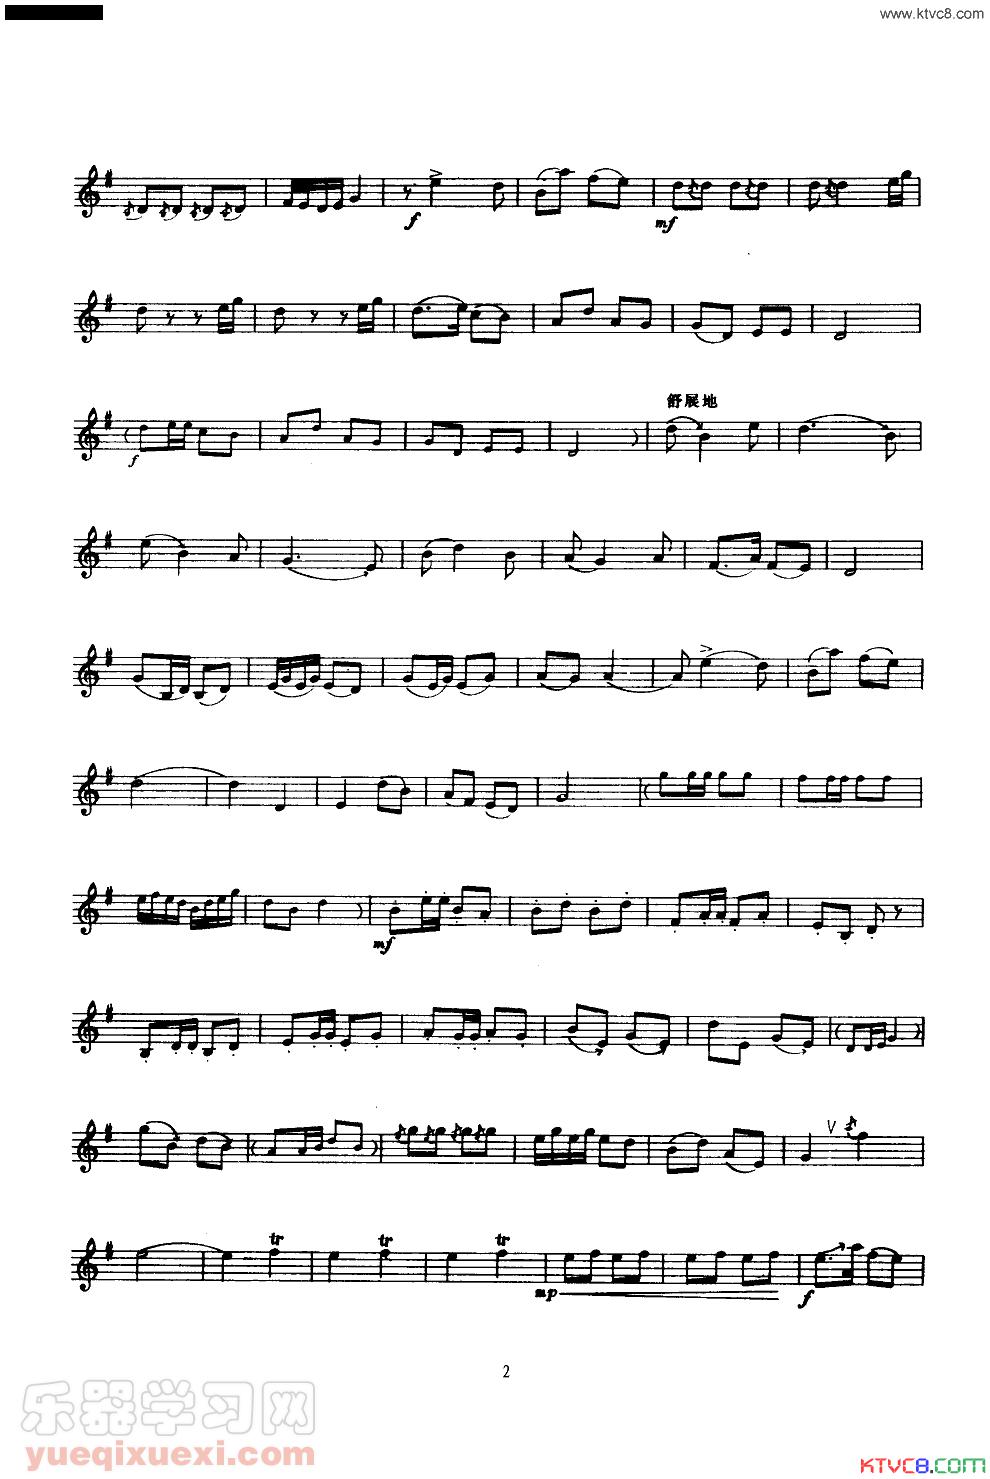 www.ktvc8.com
f
mf
f
舒展地
mf
V
tr tr tr
mp
f
2
乐器学习网
yueqixuexi.com
KTVC8.COM